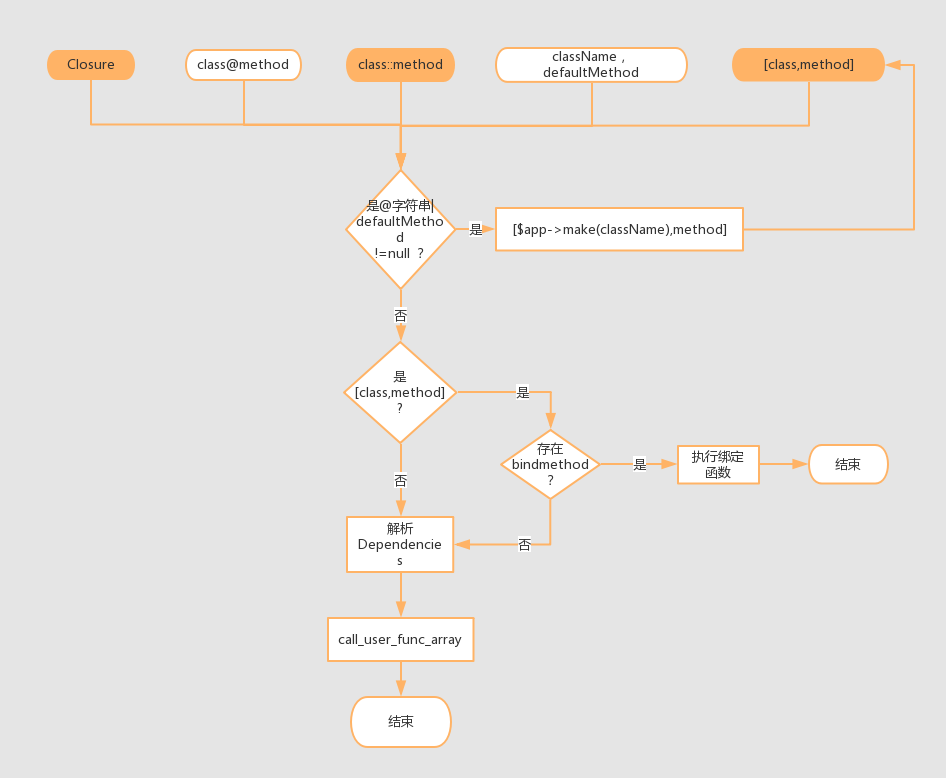 Closure
class@method
class::method
className ,
defaultMethod
[class,method]
是@字符串|
defaultMetho
d
!=null ?
是
[$app->make(className),method]
否
是
[class,method]
?
是
存在
bindmethod
?
是
执行绑定
函数
结束
否
解析
Dependencie
s
否
call_user_func_array
结束